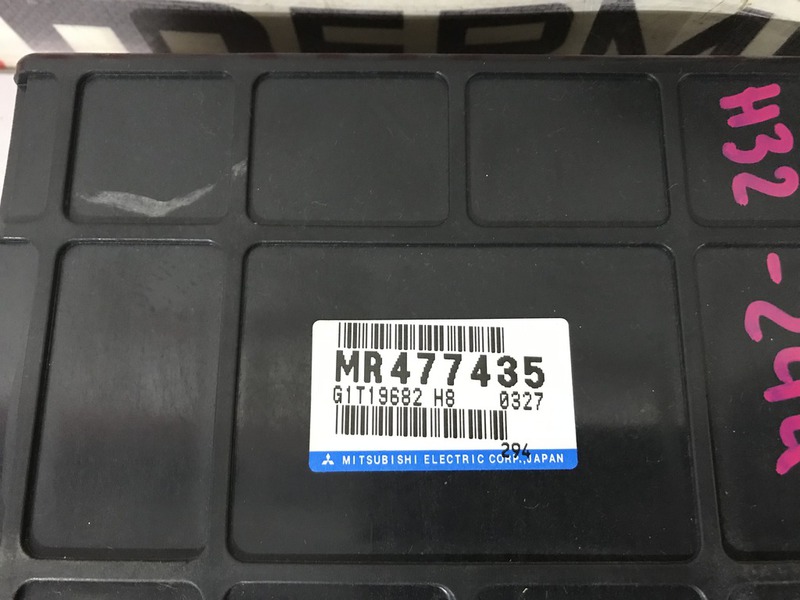 H32
MR477435
G1T19682 H8 0327
294
MITSUBISHI ELECTRIC CORP., JAPAN